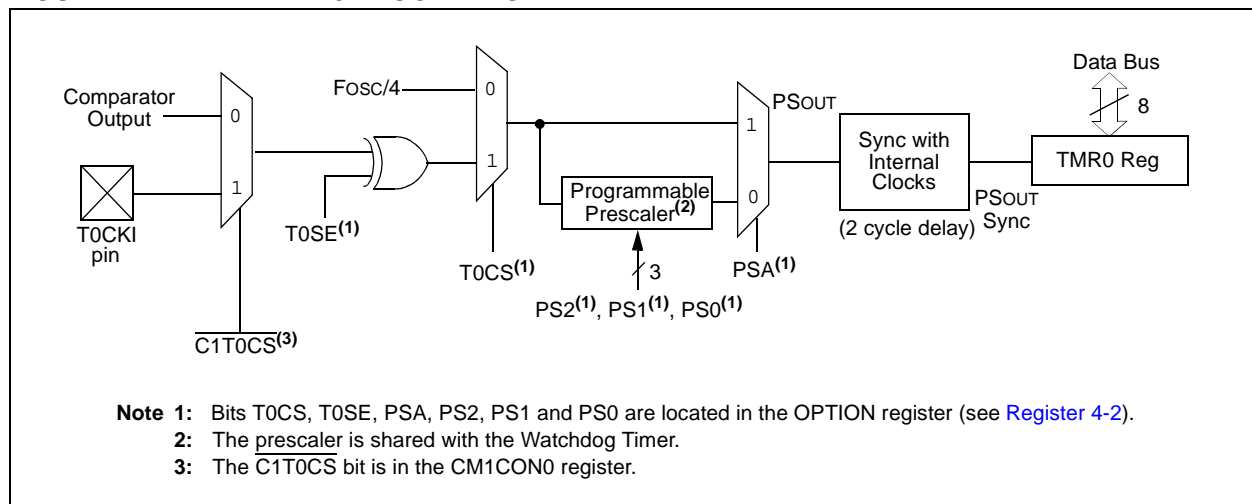 Data Bus
8
TMR0 Reg
Comparator
Output
0
1
T0CKI
pin
C1T0CS(3)
T0SE(1)
FOSC/4
0
1
T0CS(1)
Programmable
Prescaler(2)
3
PS2(1), PS1(1), PS0(1)
1
0
PSOUT
PSA(1)
Sync with
Internal
Clocks
(2 cycle delay)
PSOUT
Sync
Note 1: Bits T0CS, T0SE, PSA, PS2, PS1 and PS0 are located in the OPTION register (see Register 4-2).
2: The prescaler is shared with the Watchdog Timer.
3: The C1T0CS bit is in the CM1CON0 register.